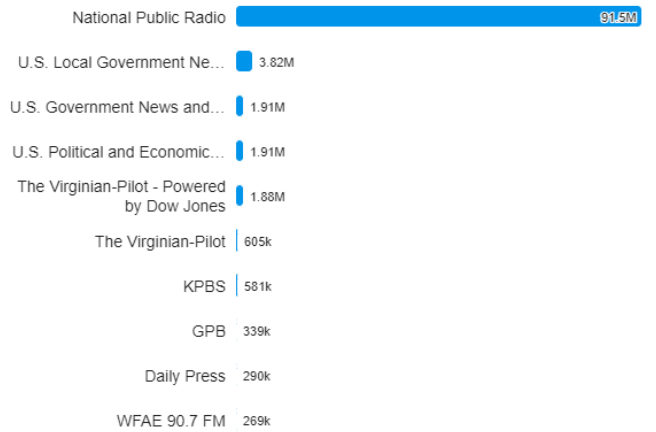 National Public Radio 91.5M
U.S. Local Government Ne... 3.82M
U.S. Government News and... 1.91M
U.S. Political and Economic... 1.91M
The Virginian-Pilot - Powered
by Dow Jones 1.88M
The Virginian-Pilot 605k
KPBS 581k
GPB 339k
Daily Press 290k
WFAE 90.7 FM 269k